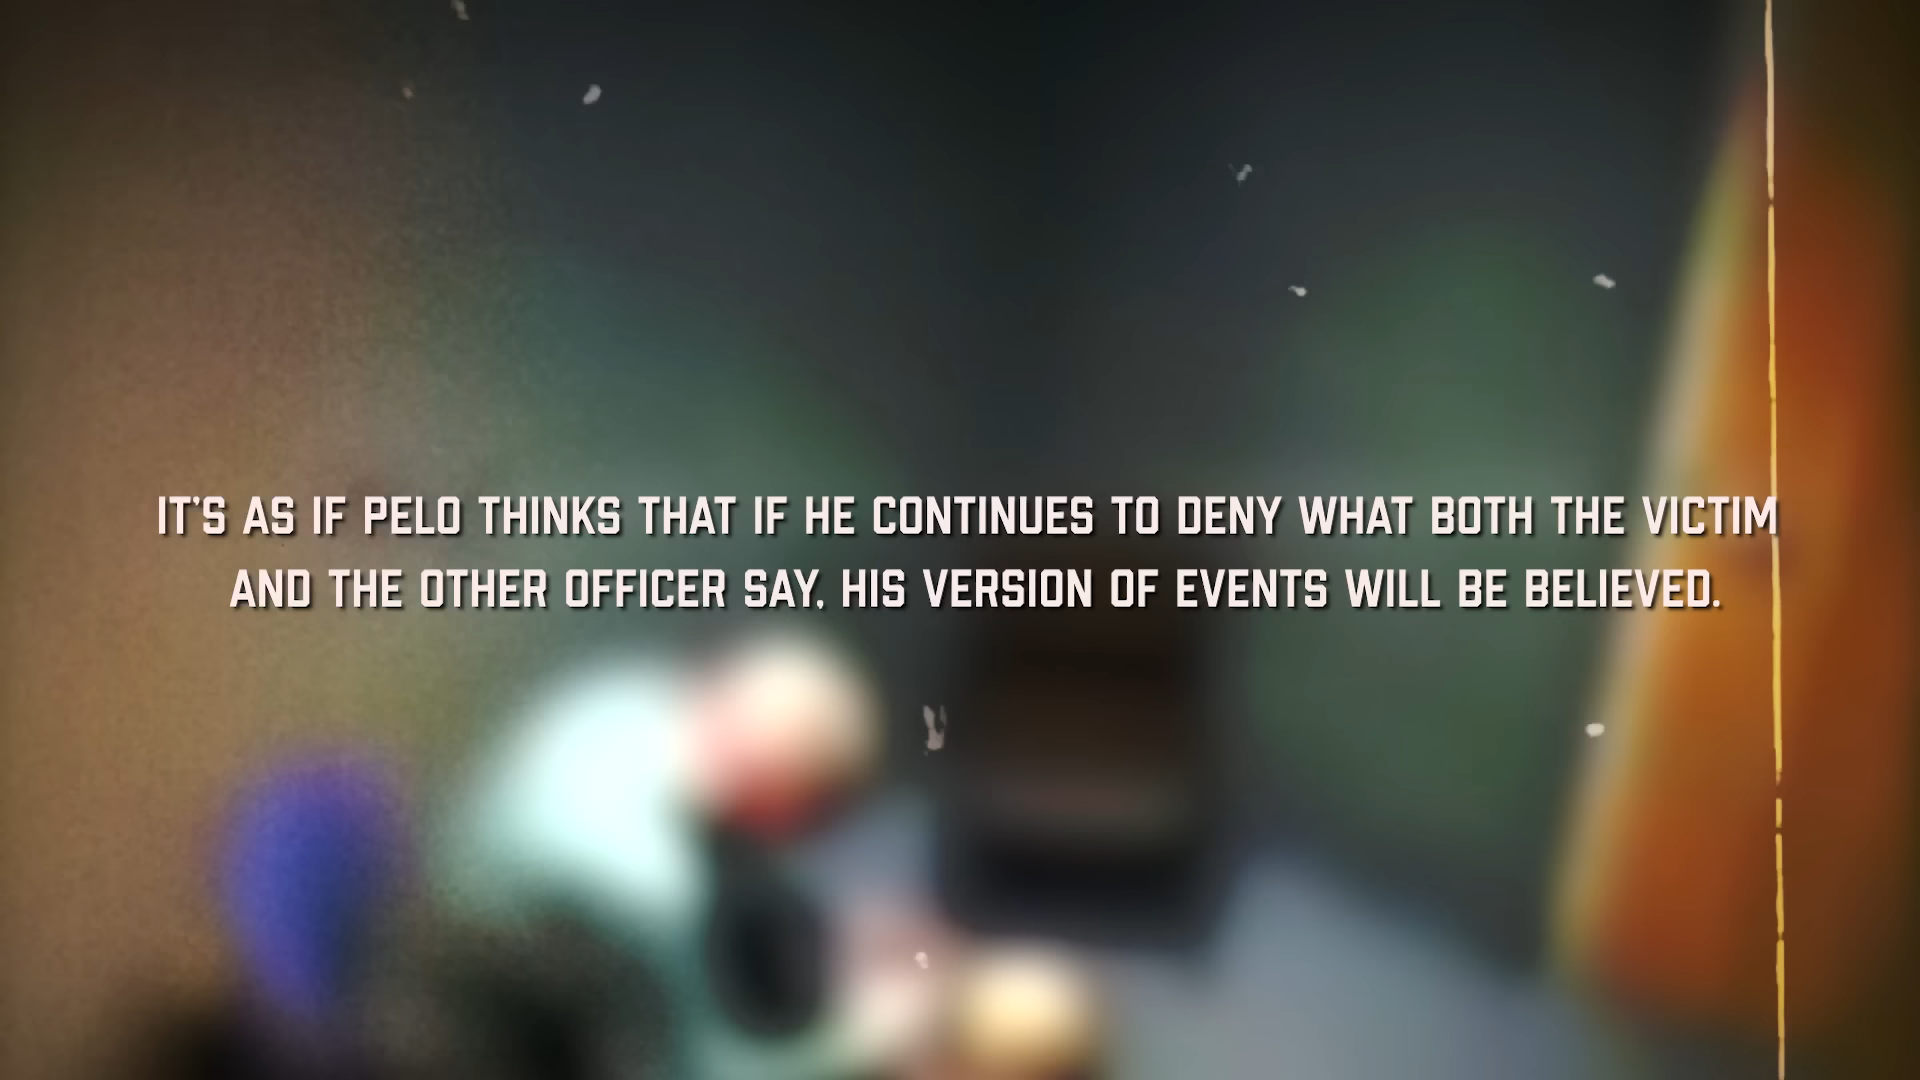 IT'S AS IF PELO THINKS THAT IF HE CONTINUES TO DENY WHAT BOTH THE VICTIM
AND THE OTHER OFFICER SAY, HIS VERSION OF EVENTS WILL BE BELIEVED.